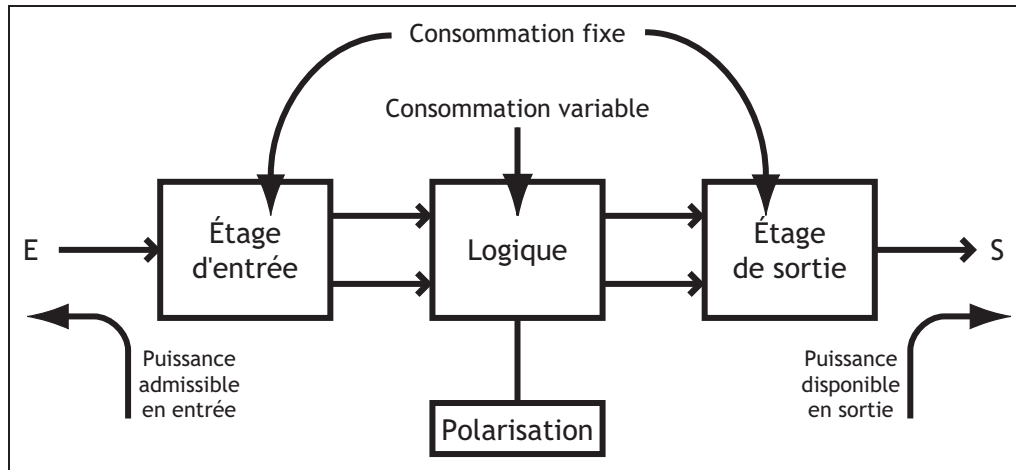 Consommation fixe
Consommation variable
E
Étage
d'entrée
Logique
Étage
de sortie
S
Puissance
admissible
en entrée
Puissance
disponible
en sortie
Polarisation